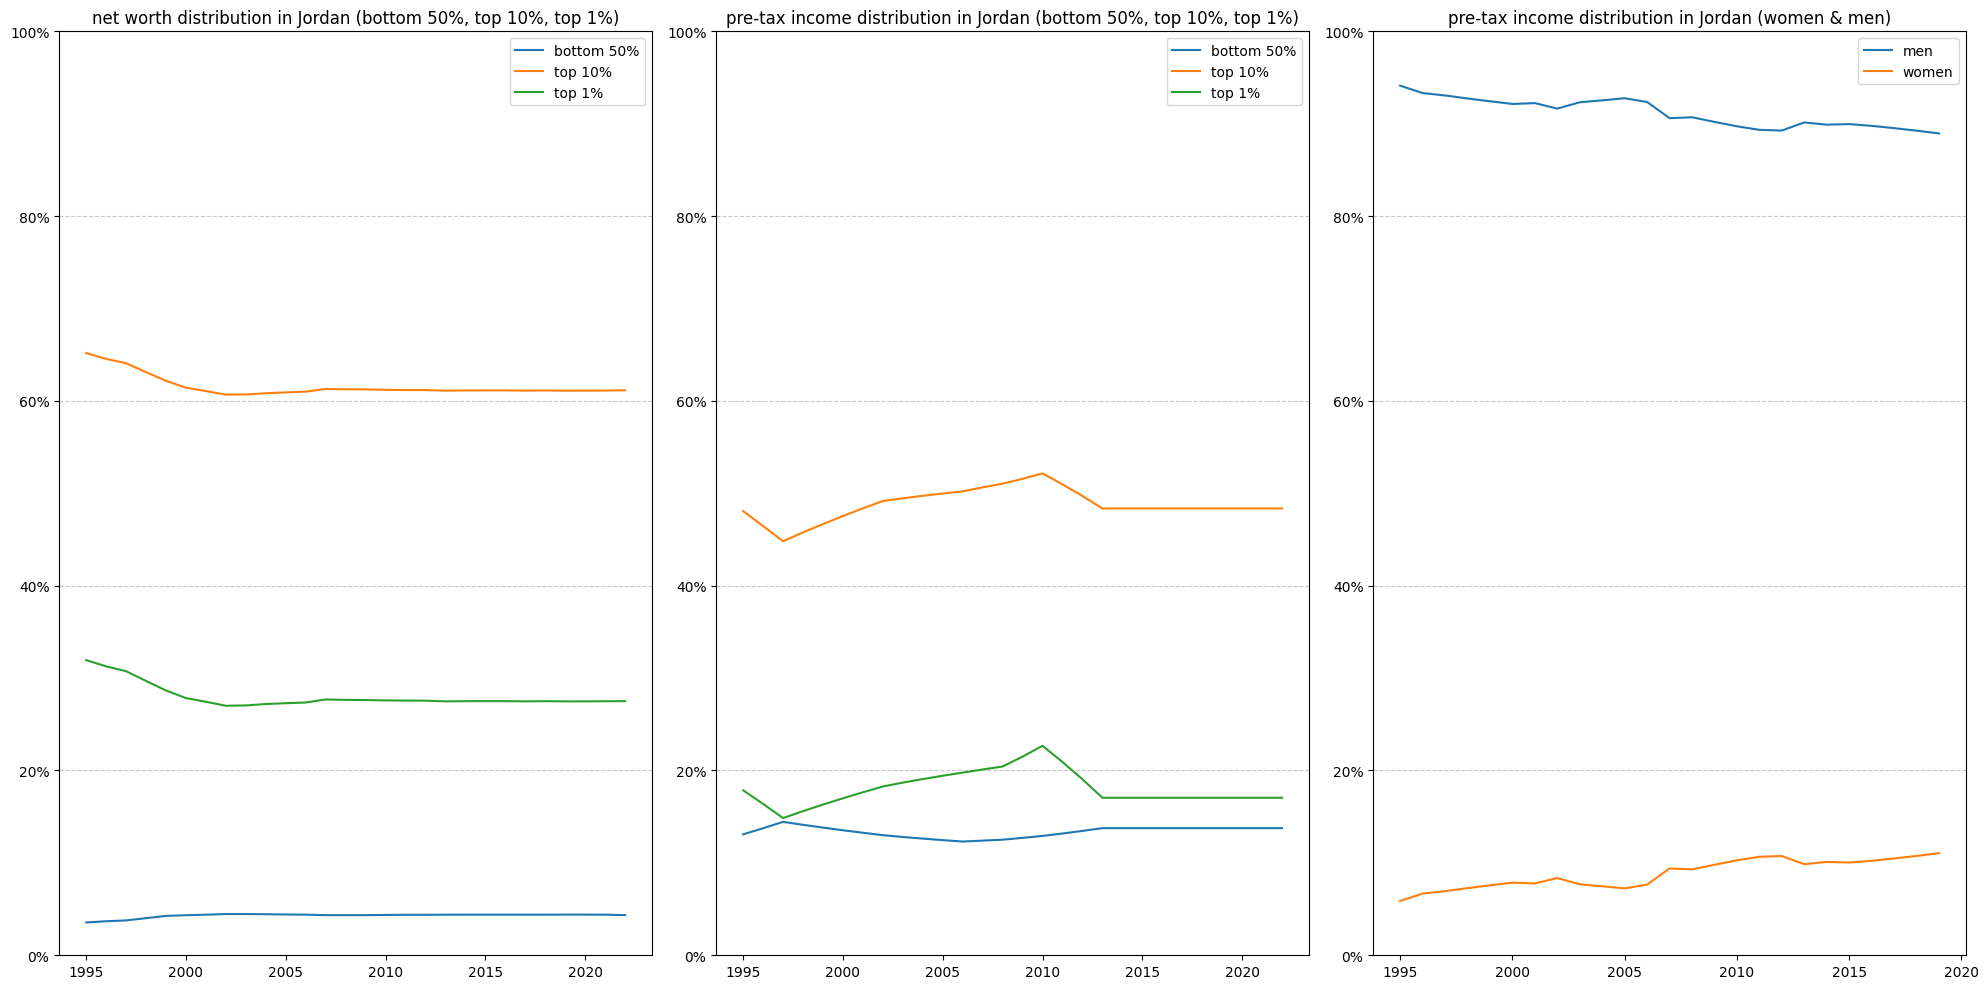 net worth distribution in Jordan (bottom 50%, top 10%, top 1%)
100%
80%
60%
40%
20%
0%
1995 2000 2005 2010 2015 2020
bottom 50%
top 10%
top 1%
pre-tax income distribution in Jordan (bottom 50%, top 10%, top 1%)
100%
80%
60%
40%
20%
0%
1995 2000 2005 2010 2015 2020
bottom 50%
top 10%
top 1%
pre-tax income distribution in Jordan (women & men)
100%
80%
60%
40%
20%
0%
1995 2000 2005 2010 2015 2020
men
women